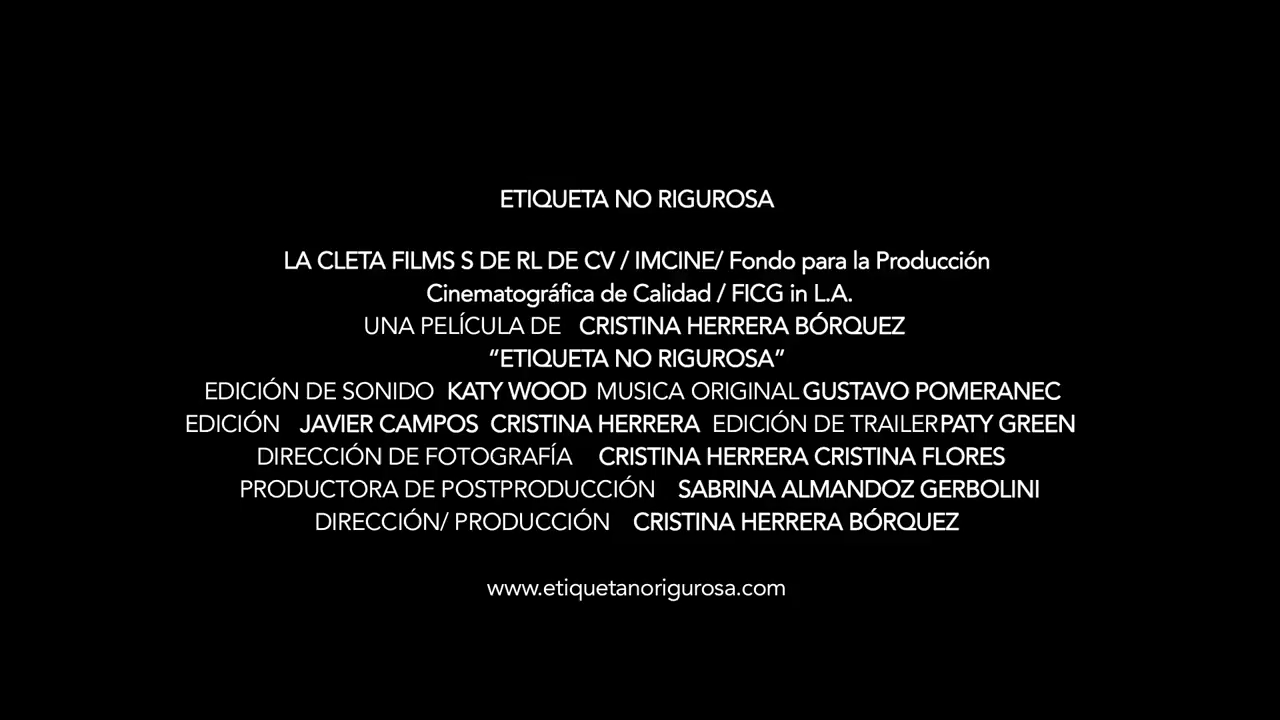 ETIQUETA NO RIGUROSA
LA CLETA FILMS S DE RL DE CV / IMCINE/ Fondo para la Producción
Cinematográfica de Calidad / FICG in L.A.
UNA PELÍCULA DE CRISTINA HERRERA BÓRQUEZ
“ETIQUETA NO RIGUROSA”
EDICIÓN DE SONIDO KATY WOOD MUSICA ORIGINAL GUSTAVO POMERANEC
EDICIÓN JAVIER CAMPOS CRISTINA HERRERA EDICIÓN DE TRAILER PATY GREEN
DIRECCIÓN DE FOTOGRAFÍA CRISTINA HERRERA CRISTINA FLORES
PRODUCTORA DE POSTPRODUCCIÓN SABRINA ALMANDOZ GERBOLINI
DIRECCIÓN/ PRODUCCIÓN CRISTINA HERRERA BÓRQUEZ
www.etiquetanorigurosa.com